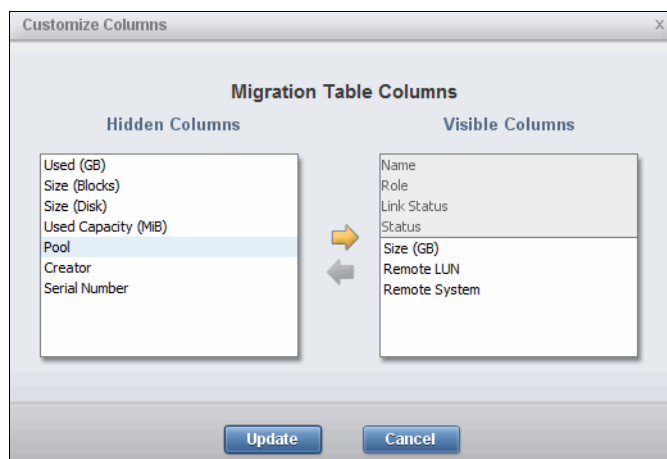 Customize Columns
x
Migration Table Columns
Hidden Columns
Visible Columns
Used (GB)
Size (Blocks)
Size (Disk)
Used Capacity (MiB)
Pool
Creator
Serial Number
Name
Role
Link Status
Status
Size (GB)
Remote LUN
Remote System
Update
Cancel